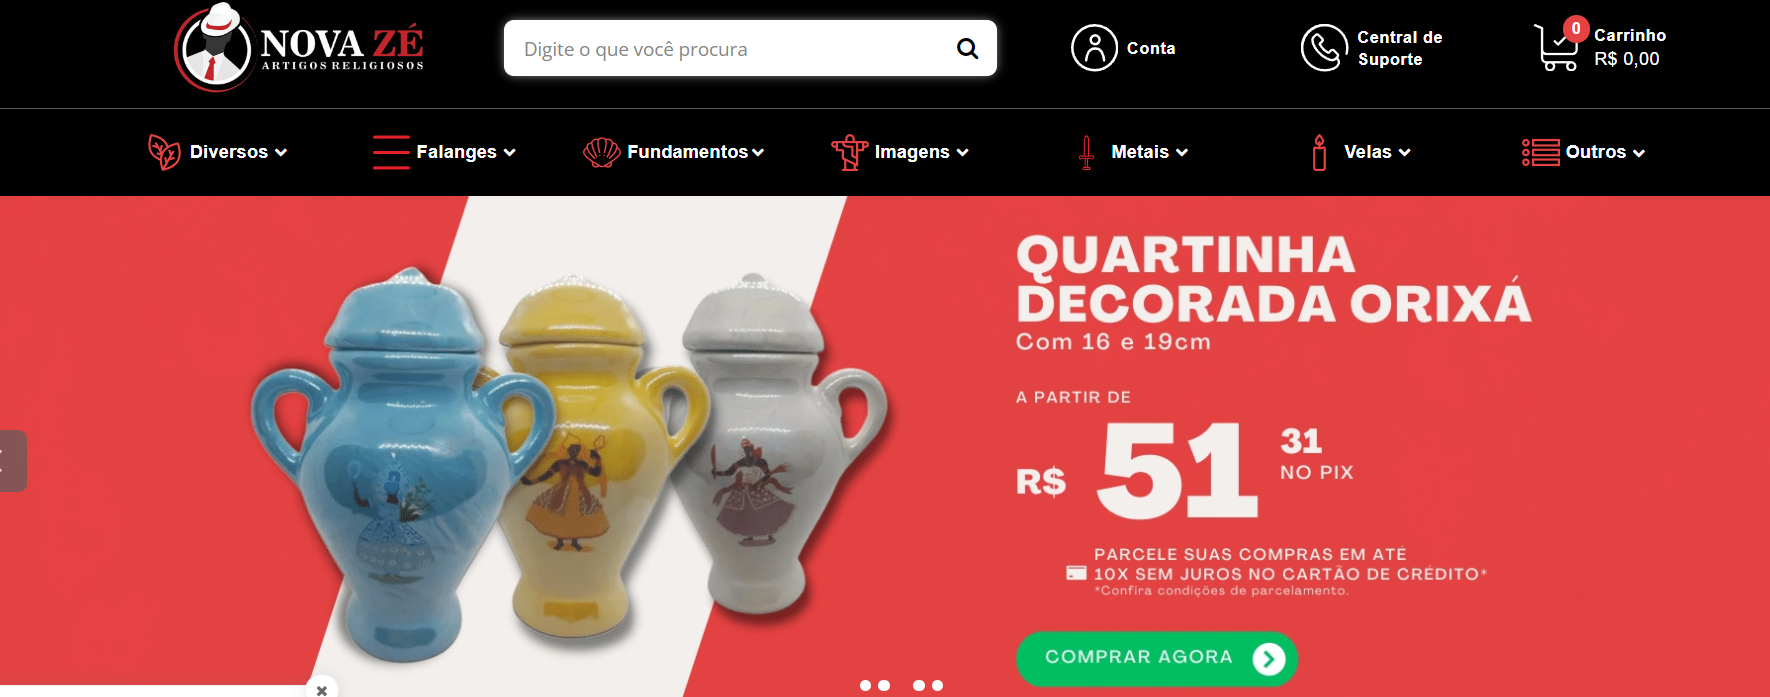 NOVA ZÉ
ARTIGOS RELIGIOSOS
Digite o que você procura
Conta
Central de
Suporte
0
Carrinho
R$ 0,00
Diversos
Falanges
Fundamentos
Imagens
Metais
Velas
Outros
QUARTINHA
DECORADA ORIXÁ
Com 16 e 19cm
A PARTIR DE
R$ 51 31
NO PIX
PARCELE SUAS COMPRAS EM ATÉ
10X SEM JUROS NO CARTÃO DE CRÉDITO*
*Confira condições de parcelamento.
COMPRAR AGORA